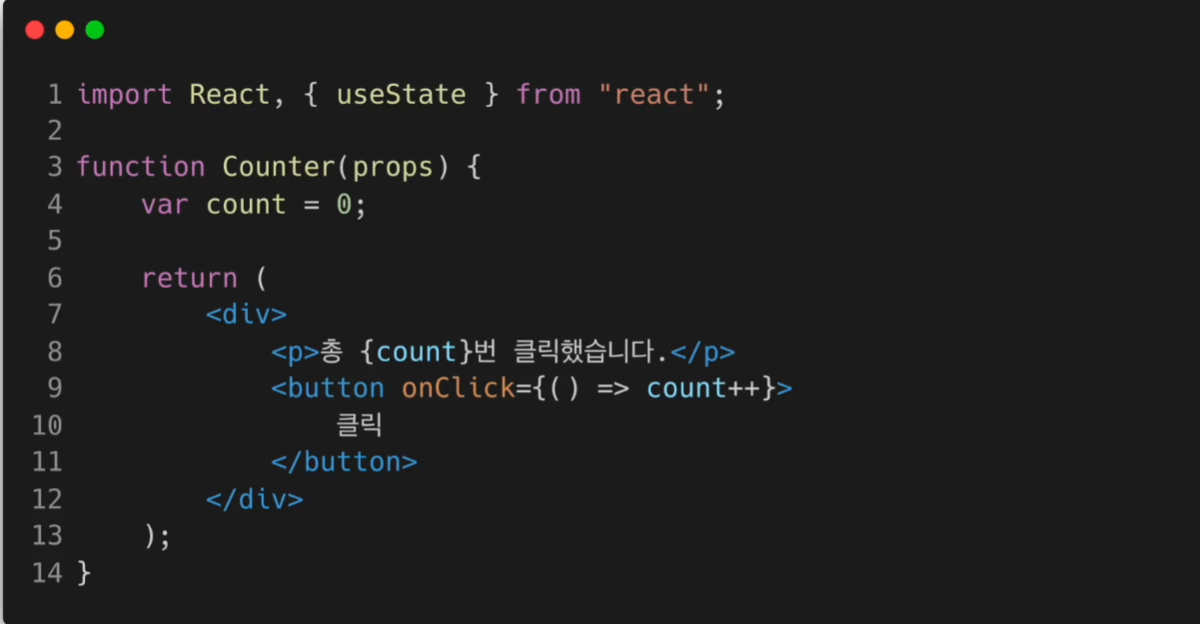 1 import React, { useState } from "react";
2
3 function Counter(props) {
4     var count = 0;
5
6     return (
7         <div>
8             <p>총 {count}번 클릭했습니다.</p>
9             <button onClick={() => count++}>
10                 클릭
11             </button>
12         </div>
13     );
14 }